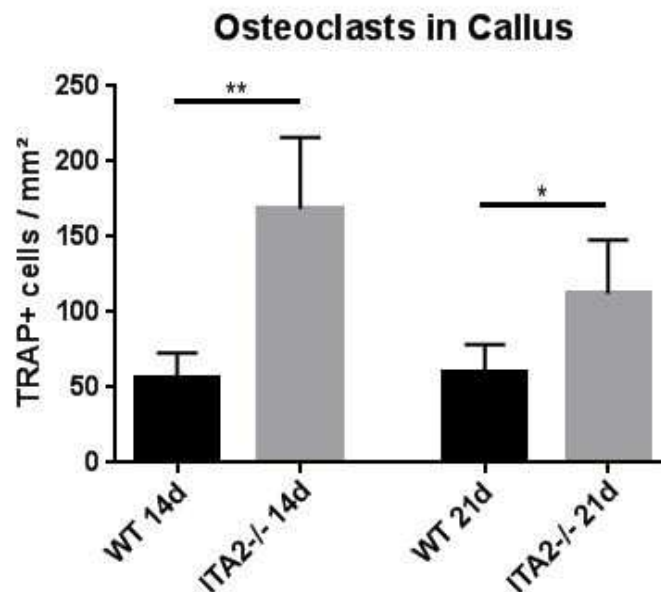 Osteoclasts in Callus
TRAP+ cells / mm²
250
200
150
100
50
0
**
*
WT 14d
ITA2-/- 14d
WT 21d
ITA2-/- 21d